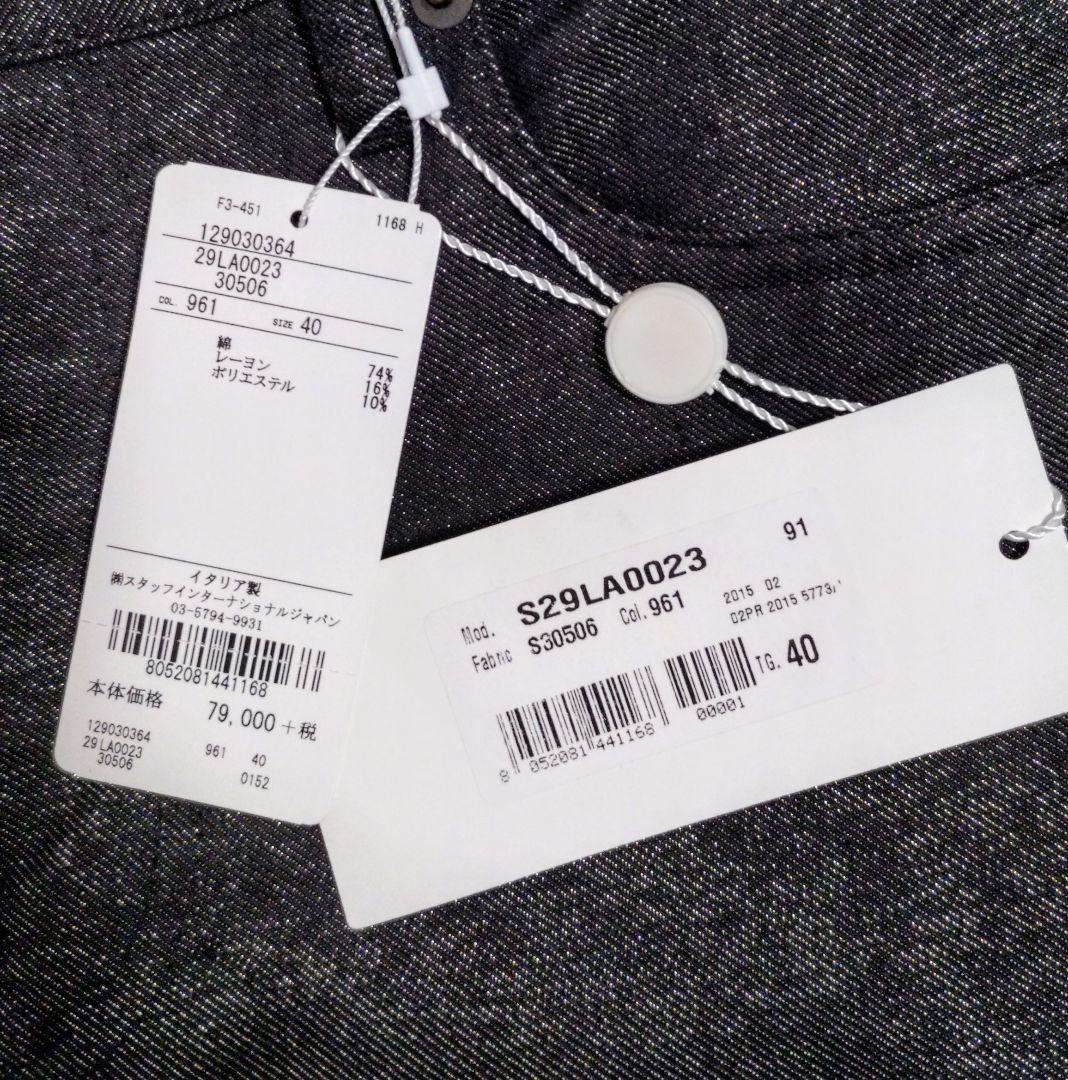 F3-451
1168 H
129030364
29LA0023
30506
COL. 961
SIZE 40
綿 74%
レーヨン 16%
ポリエステル 10%
イタリア製
㈱スタッフインターナショナルジャパン
03-5794-9931
8052081441168
本体価格
79,000+税
129030364
29LA0023 961 40
30506 0152
91
Mod. S29LA0023
Fabric S30506 Col. 961
2015 02
02PR 2015
TG. 40
8 052081 441168 00001